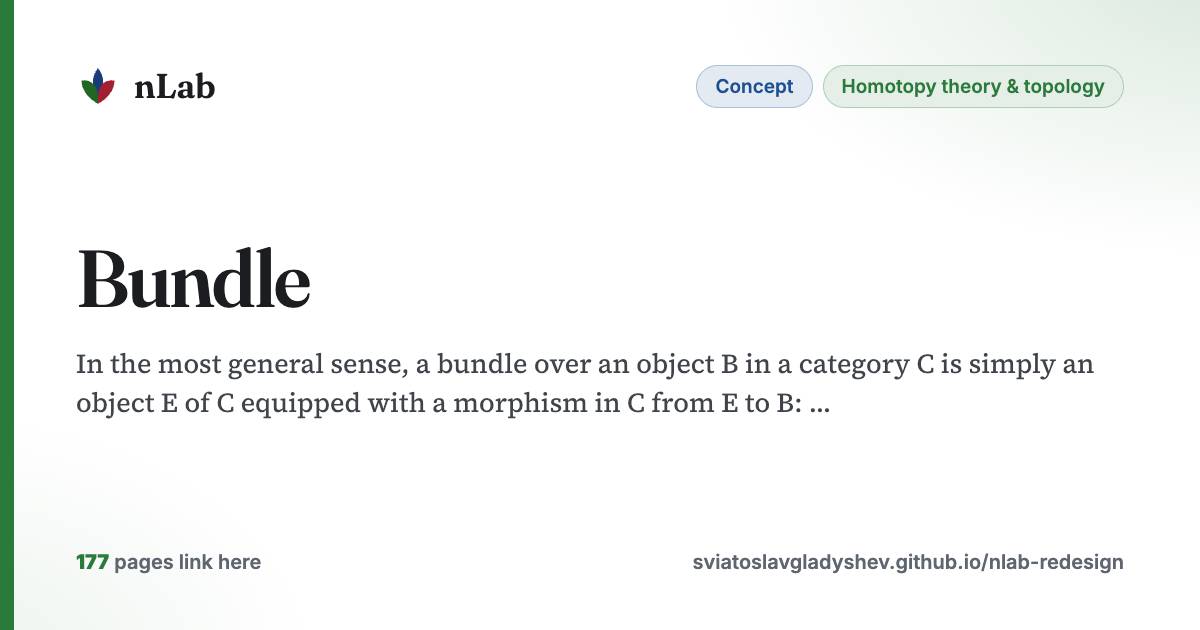 nLab
Concept
Homotopy theory & topology
Bundle
In the most general sense, a bundle over an object B in a category C is simply an
object E of C equipped with a morphism in C from E to B: ...
177 pages link here
sviatoslavgladyshev.github.io/nlab-redesign